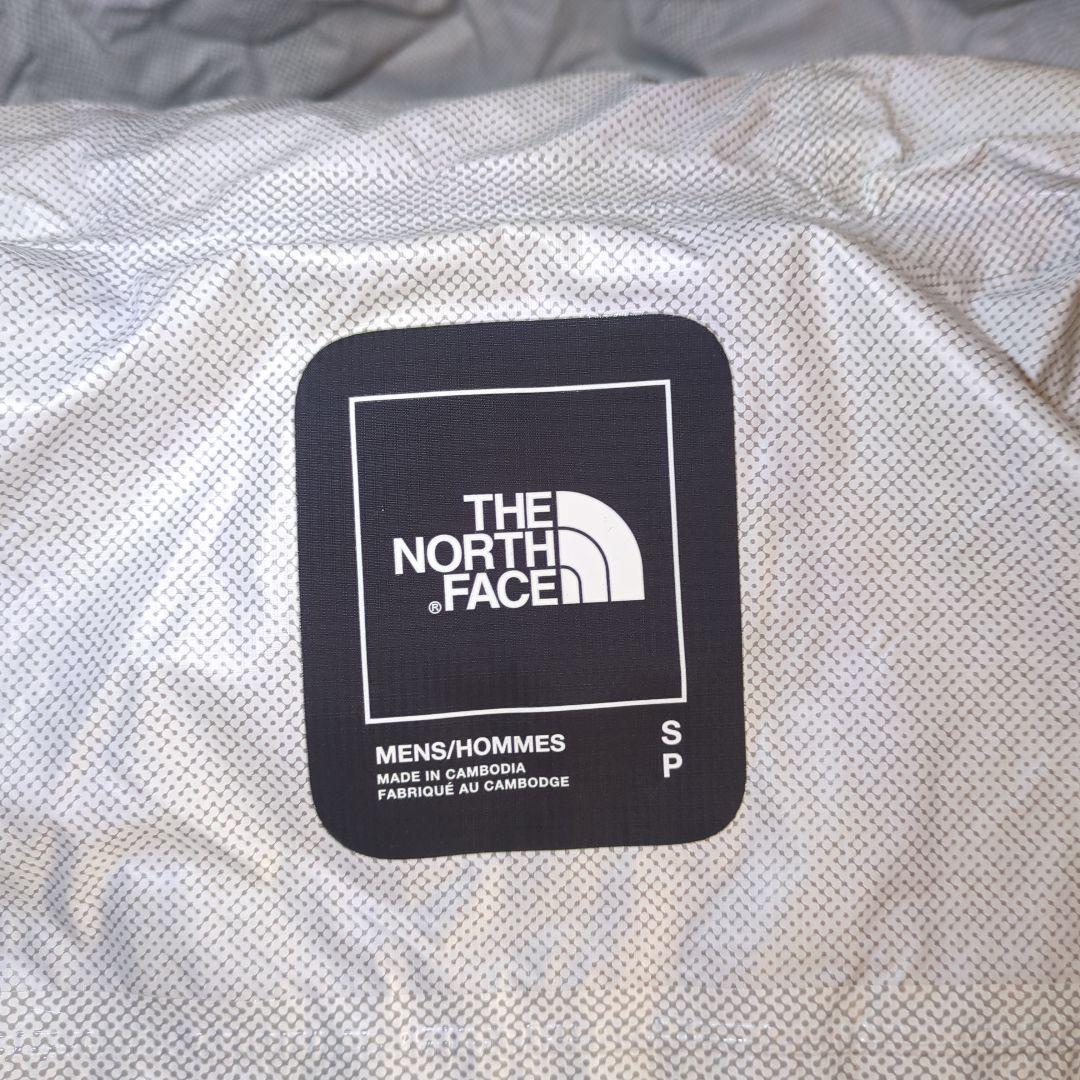 THE
NORTH
® FACE
MENS/HOMMES
MADE IN CAMBODIA
FABRIQUÉ AU CAMBODGE
S
P